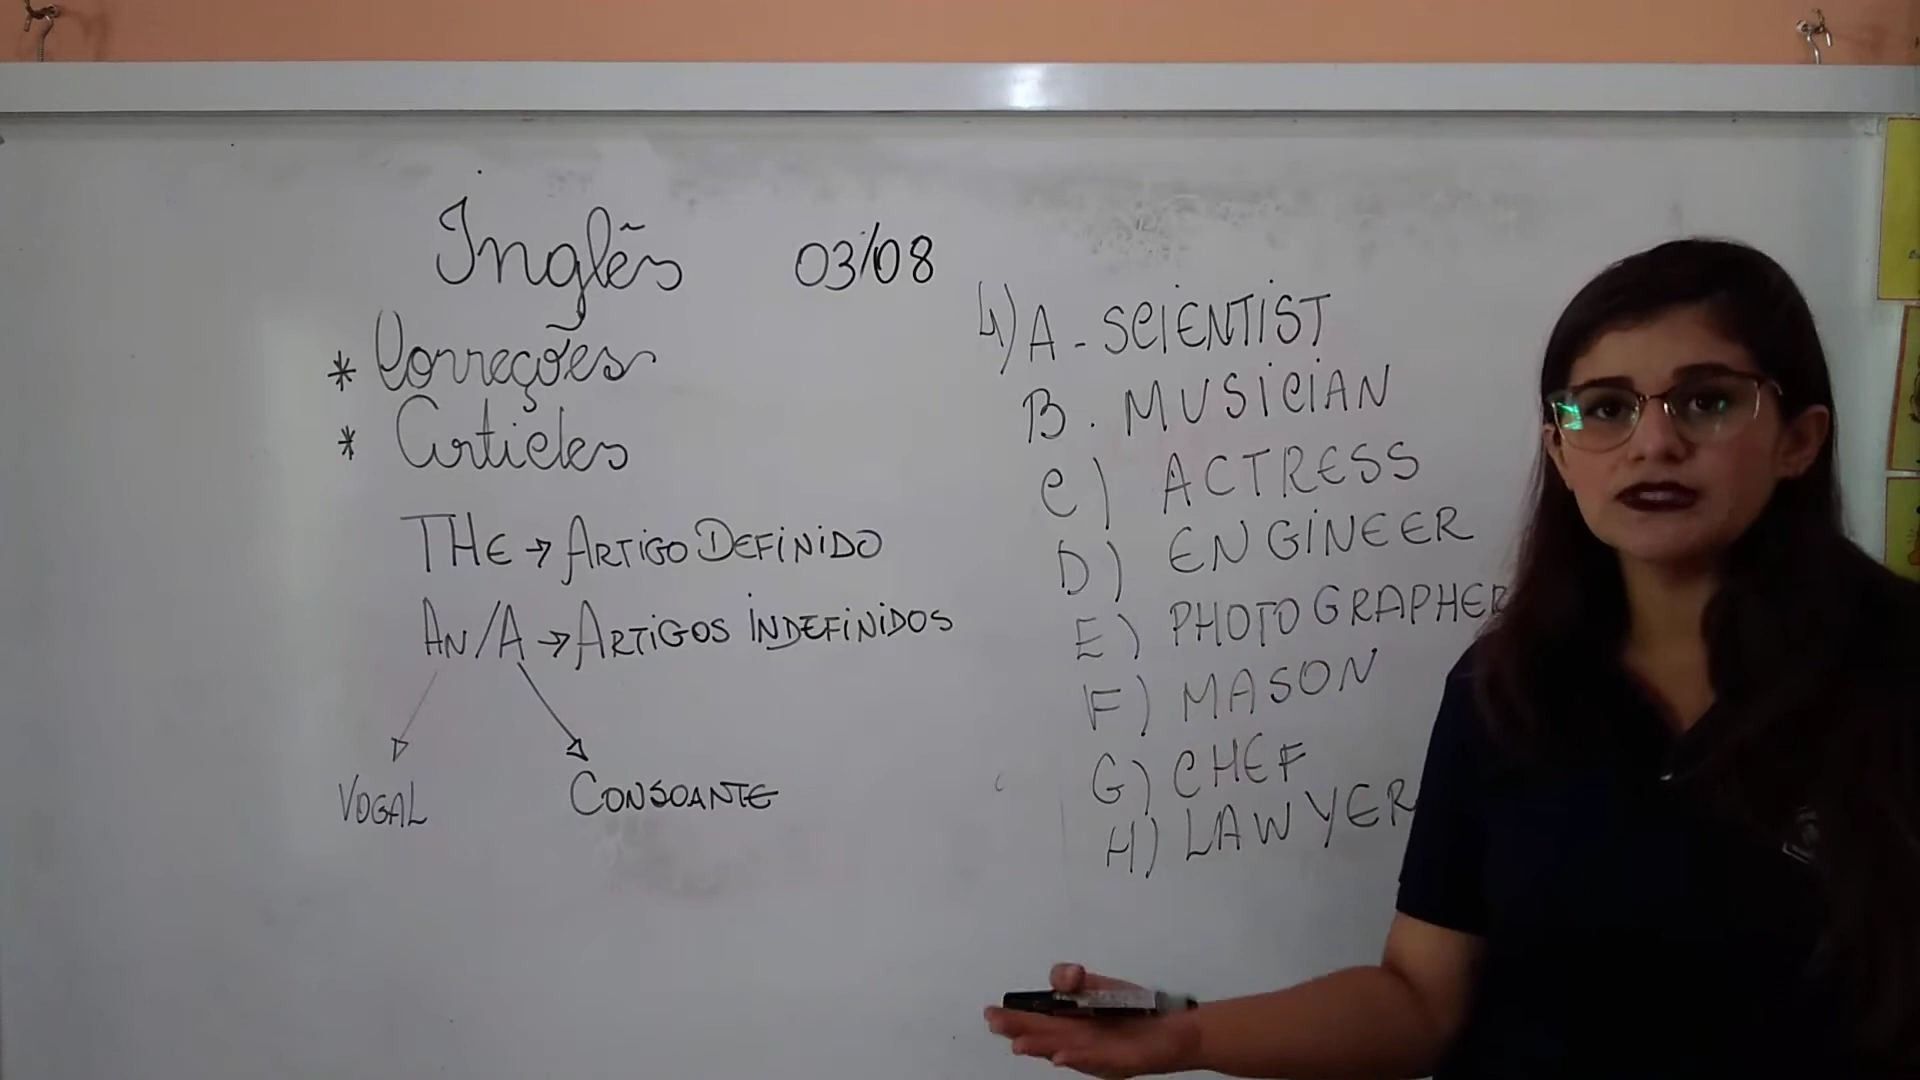 Inglês 03/08
* Correções
* Articles
THE → ARTIGO DEFINIDO
AN/A → ARTIGOS INDEFINIDOS
VOGAL CONSOANTE
4) A - SCIENTIST
B. MUSICIAN
C) ACTRESS
D) ENGINEER
E) PHOTOGRAPHER
F) MASON
G) CHEF
H) LAWYER